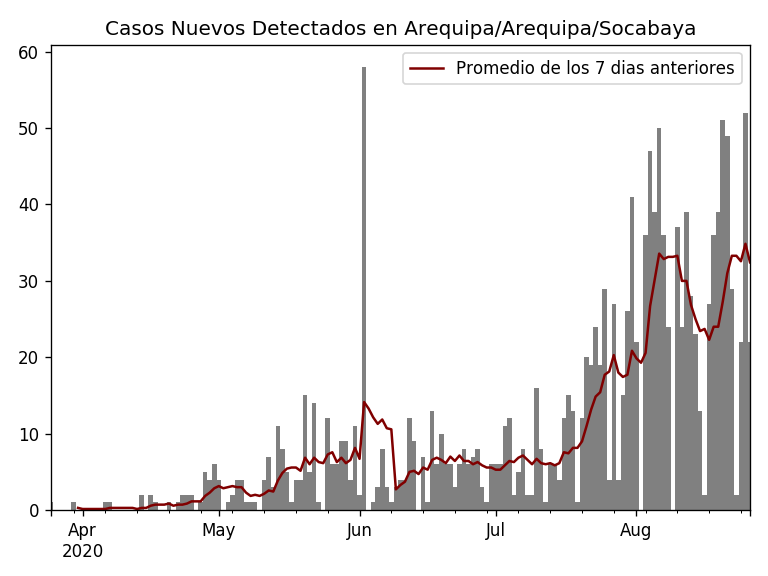 Casos Nuevos Detectados en Arequipa/Arequipa/Socabaya
Promedio de los 7 dias anteriores
60
50
40
30
20
10
0
Apr
2020
May
Jun
Jul
Aug